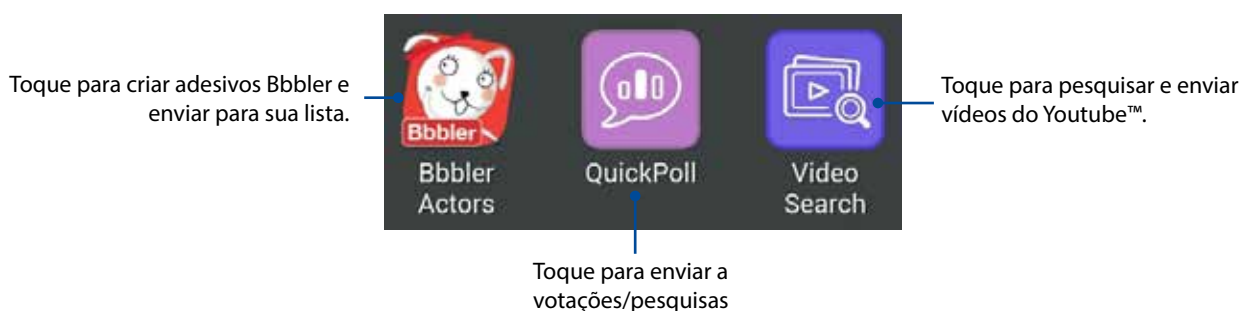 Toque para criar adesivos Bbbler e
enviar para sua lista.
Bbbler
Bbbler
Actors
QuickPoll
Video
Search
Toque para pesquisar e enviar
vídeos do Youtube™.
Toque para enviar a
votações/pesquisas